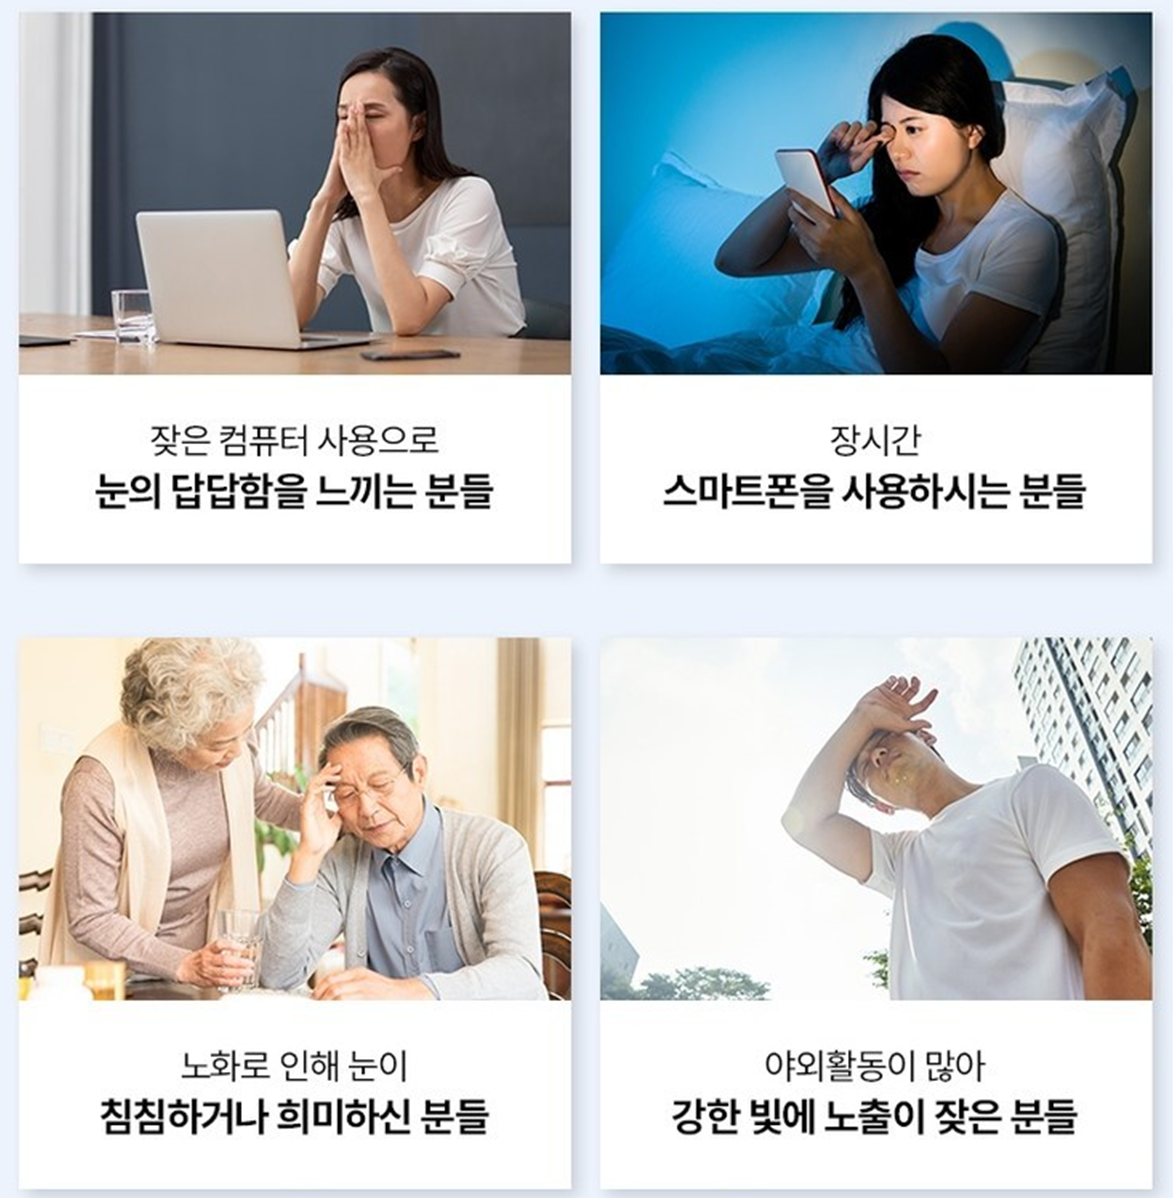 잦은 컴퓨터 사용으로
눈의 답답함을 느끼는 분들
장시간
스마트폰을 사용하시는 분들
노화로 인해 눈이
침침하거나 희미하신 분들
야외활동이 많아
강한 빛에 노출이 잦은 분들